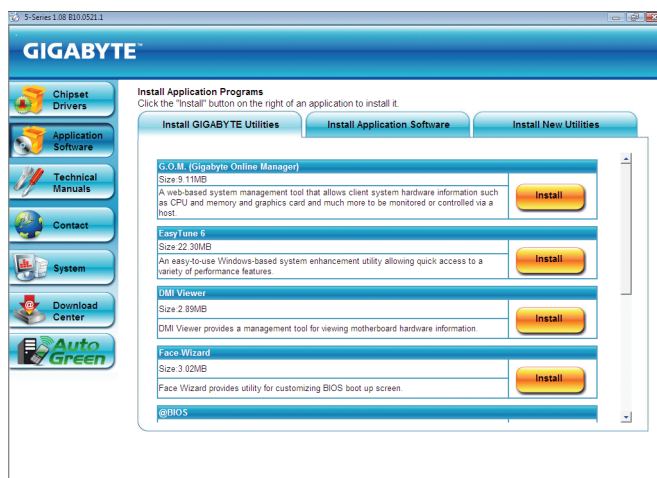 5-Series 1.08 B10.0521.1
GIGABYTE™
Chipset
Drivers
Application
Software
Technical
Manuals
Contact
System
Download
Center
Auto
Green
Install Application Programs
Click the "Install" button on the right of an application to install it.
Install GIGABYTE Utilities
Install Application Software
Install New Utilities
G.O.M. (Gigabyte Online Manager)
Size:9.11MB
A web-based system management tool that allows client system hardware information such
as CPU and memory and graphics card and much more to be monitored or controlled via a
host.
Install
EasyTune 6
Size:22.30MB
An easy-to-use Windows-based system enhancement utility allowing quick access to a
variety of performance features.
Install
DMI Viewer
Size:2.89MB
DMI Viewer provides a management tool for viewing motherboard hardware information.
Install
Face-Wizard
Size:3.02MB
Face Wizard provides utility for customizing BIOS boot up screen.
Install
@BIOS